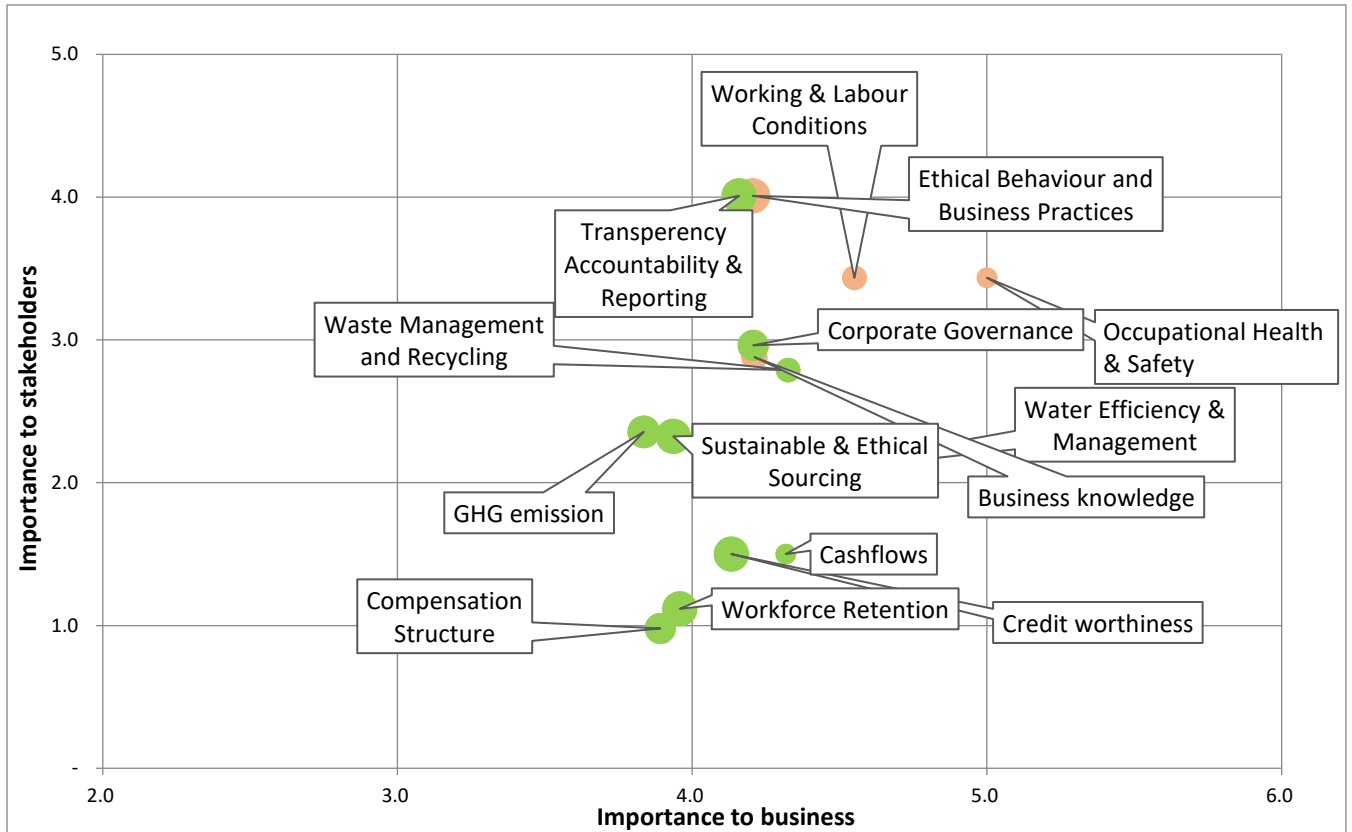 5.0
4.0
3.0
2.0
1.0
-
2.0
3.0
4.0
5.0
6.0
Importance to stakeholders
Importance to business
Working & Labour
Conditions
Ethical Behaviour and
Business Practices
Transperency
Accountability &
Reporting
Waste Management
and Recycling
Corporate Governance
Occupational Health
& Safety
Water Efficiency &
Management
Sustainable & Ethical
Sourcing
Business knowledge
GHG emission
Cashflows
Compensation
Structure
Workforce Retention
Credit worthiness